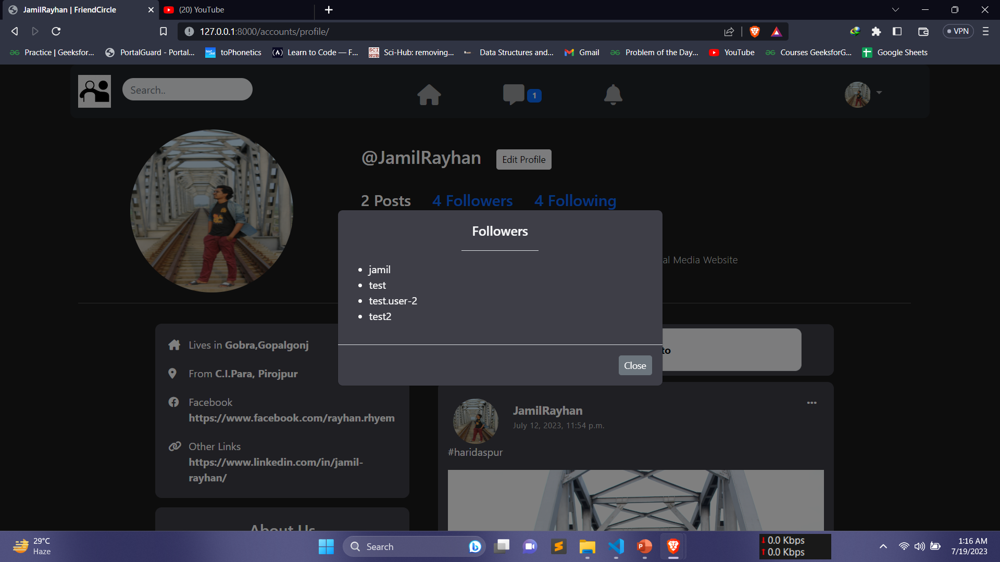 JamilRayhan | FriendCircle
(20) YouTube
127.0.0.1:8000/accounts/profile/
VPN
Practice | Geeksfor...
PortalGuard - Portal...
toPhonetics
Learn to Code — F...
SCI HUB
Sci-Hub: removing...
Data Structures and...
Gmail
Problem of the Day...
YouTube
Courses GeeksforG...
Google Sheets
Search..
1
@JamilRayhan
Edit Profile
2 Posts
4 Followers
4 Following
Followers
jamil
test
test.user-2
test2
Close
al Media Website
to
Lives in Gobra,Gopalgonj
From C.I.Para, Pirojpur
Facebook
https://www.facebook.com/rayhan.rhyem
Other Links
https://www.linkedin.com/in/jamil-
rayhan/
About Us
JamilRayhan
July 12, 2023, 11:54 p.m.
#haridaspur
29°C
Haze
Search
0.0 Kbps
0.0 Kbps
1:16 AM
7/19/2023